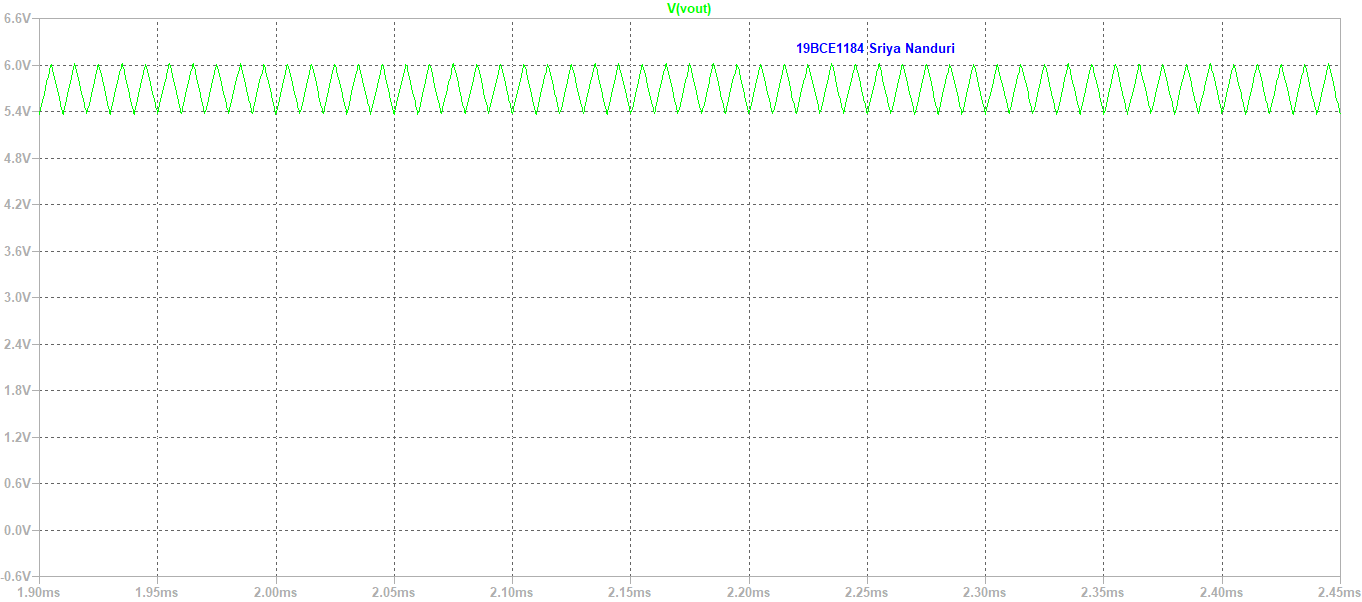 V(vout)
6.6V
19BCE1184 Sriya Nanduri
6.0V
5.4V
4.8V
4.2V
3.6V
3.0V
2.4V
1.8V
1.2V
0.6V
0.0V
-0.6V
1.90ms 1.95ms 2.00ms 2.05ms 2.10ms 2.15ms 2.20ms 2.25ms 2.30ms 2.35ms 2.40ms 2.45ms